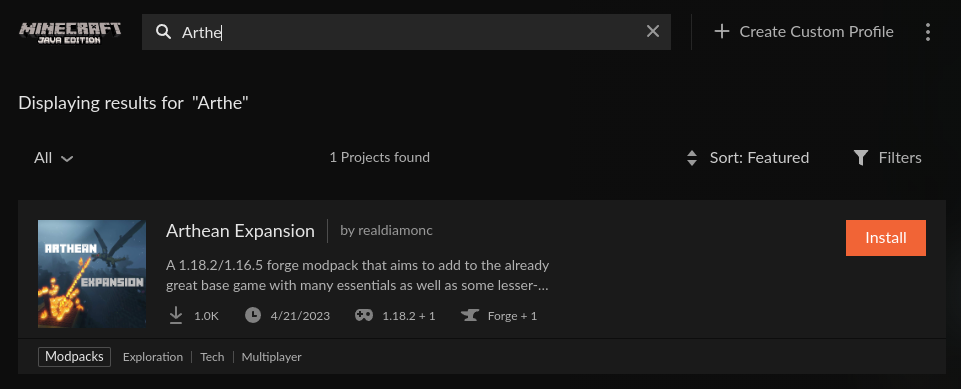 MINECRAFT
JAVA EDITION
Arthe
Create Custom Profile
Displaying results for "Arthe"
All
1 Projects found
Sort: Featured
Filters
ARTHEAN
EXPANSION
Arthean Expansion
by realdiamonc
Install
A 1.18.2/1.16.5 forge modpack that aims to add to the already
great base game with many essentials as well as some lesser-...
1.0K
4/21/2023
1.18.2 + 1
Forge + 1
Modpacks
Exploration
Tech
Multiplayer